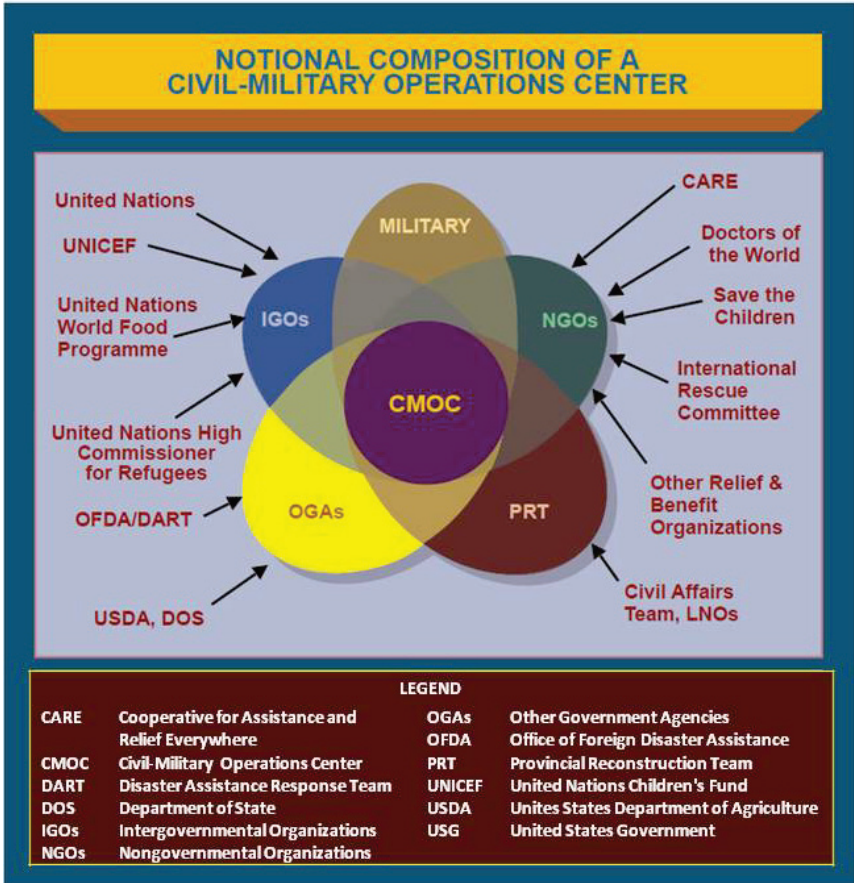 NOTIONAL COMPOSITION OF A
CIVIL-MILITARY OPERATIONS CENTER
United Nations
UNICEF
United Nations
World Food
Programme
United Nations High
Commissioner
for Refugees
OFDA/DART
USDA, DOS
MILITARY
IGOs
NGOs
CMOC
OGAs
PRT
CARE
Doctors of
the World
Save the
Children
International
Rescue
Committee
Other Relief &
Benefit
Organizations
Civil Affairs
Team, LNOs
LEGEND
CARE Cooperative for Assistance and
Relief Everywhere
CMOC Civil-Military Operations Center
DART Disaster Assistance Response Team
DOS Department of State
IGOs Intergovernmental Organizations
NGOs Nongovernmental Organizations
OGAs Other Government Agencies
OFDA Office of Foreign Disaster Assistance
PRT Provincial Reconstruction Team
UNICEF United Nations Children's Fund
USDA Unites States Department of Agriculture
USG United States Government